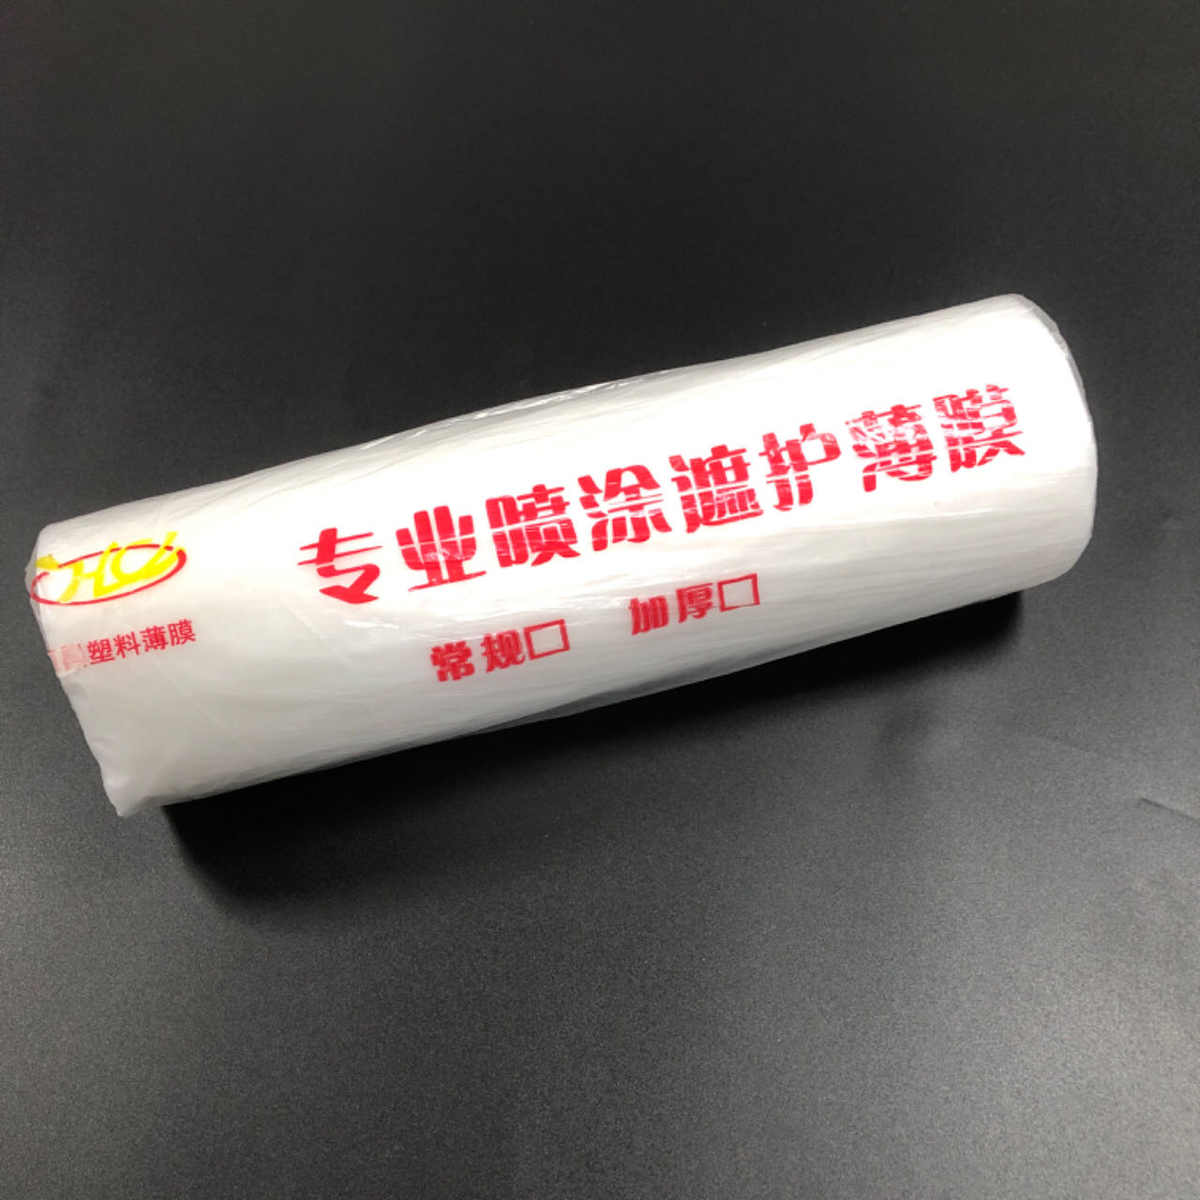 专业喷涂遮护薄膜
常规□ 加厚□
塑料薄膜